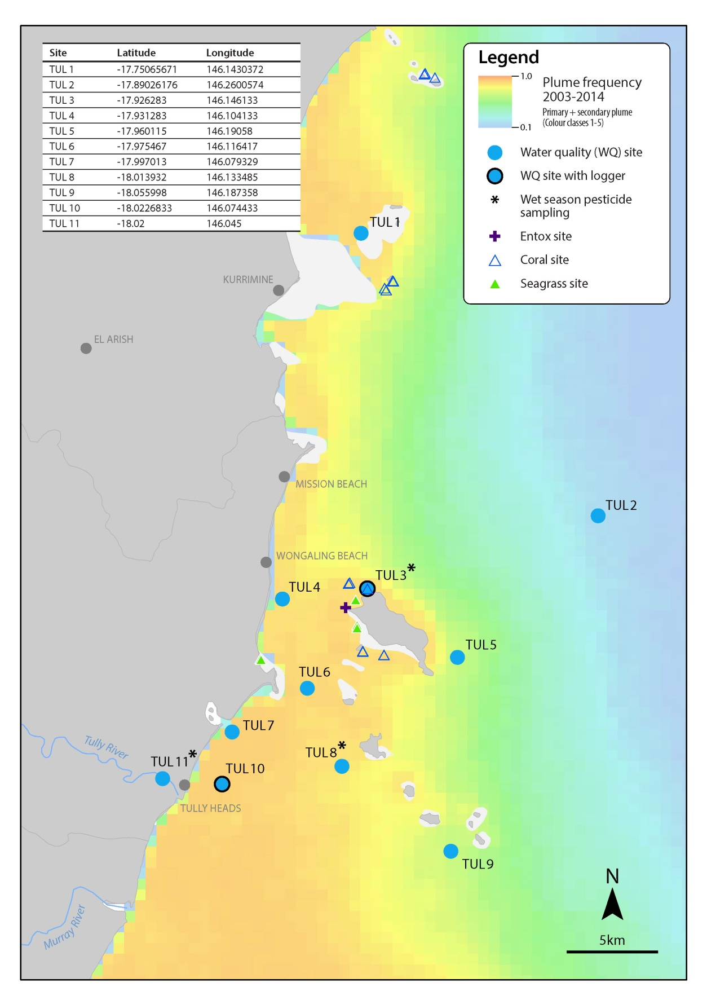 Site Latitude Longitude
TUL 1 -17.75065671 146.1430372
TUL 2 -17.89026176 146.2600574
TUL 3 -17.926283 146.146133
TUL 4 -17.931283 146.104133
TUL 5 -17.960115 146.19058
TUL 6 -17.975467 146.116417
TUL 7 -17.997013 146.079329
TUL 8 -18.013932 146.133485
TUL 9 -18.055998 146.187358
TUL 10 -18.0226833 146.074433
TUL 11 -18.02 146.045
Legend
1.0
0.1
Plume frequency
2003-2014
Primary + secondary plume
(Colour classes 1-5)
Water quality (WQ) site
WQ site with logger
* Wet season pesticide
sampling
Entox site
Coral site
Seagrass site
TUL 1
KURRIMINE
EL ARISH
MISSION BEACH
TUL 2
WONGALING BEACH
TUL 3*
TUL 4
TUL 5
TUL 6
TUL 7
Tully River
TUL 11*
TUL 8*
TUL 10
TULLY HEADS
TUL 9
Murray River
N
5km